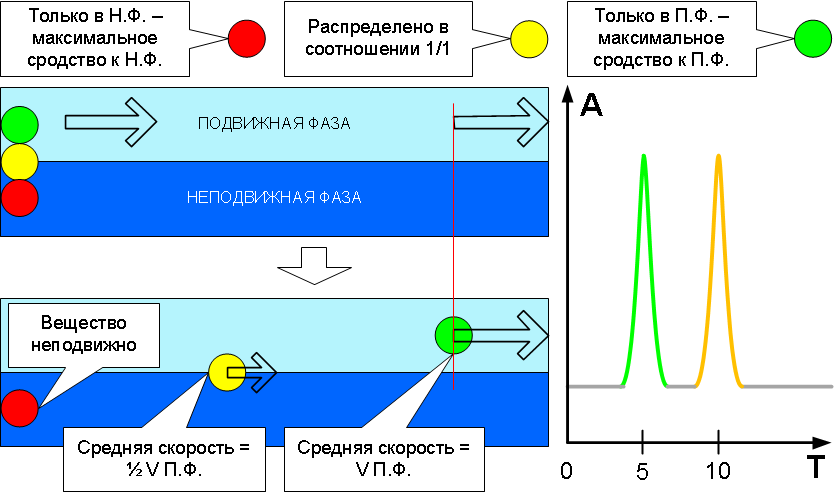 Только в Н.Ф. –
максимальное
сродство к Н.Ф.
Распределено в
соотношении 1/1
Только в П.Ф. –
максимальное
сродство к П.Ф.
ПОДВИЖНАЯ ФАЗА
НЕПОДВИЖНАЯ ФАЗА
Вещество
неподвижно
Средняя скорость =
½ V П.Ф.
Средняя скорость =
V П.Ф.
A
0
5
10
T